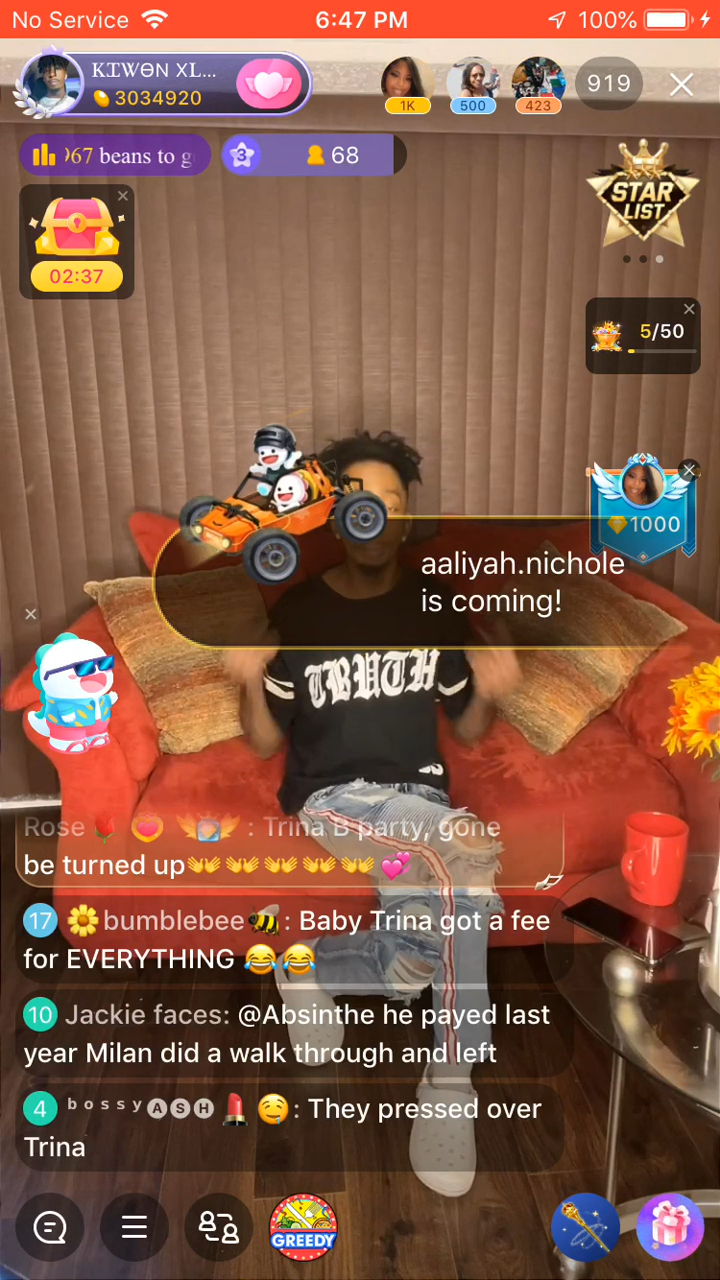 No Service 6:47 PM 100%
KIWΘN XL...
3034920
1K 500 423 919
967 beans to g
3 68
STAR
LIST
02:37
5/50
1000
aaliyah.nichole
is coming!
TRUTH
Rose🌹 : Trina B party, gone
be turned up👐👐👐👐👐💞
17 🌼bumblebee🐝: Baby Trina got a fee
for EVERYTHING 😂😂
10 Jackie faces: @Absinthe he payed last
year Milan did a walk through and left
4 ᵇ ᵒ ˢ ˢ ʸ🅐🅢🅗💄🤤: They pressed over
Trina
GREEDY